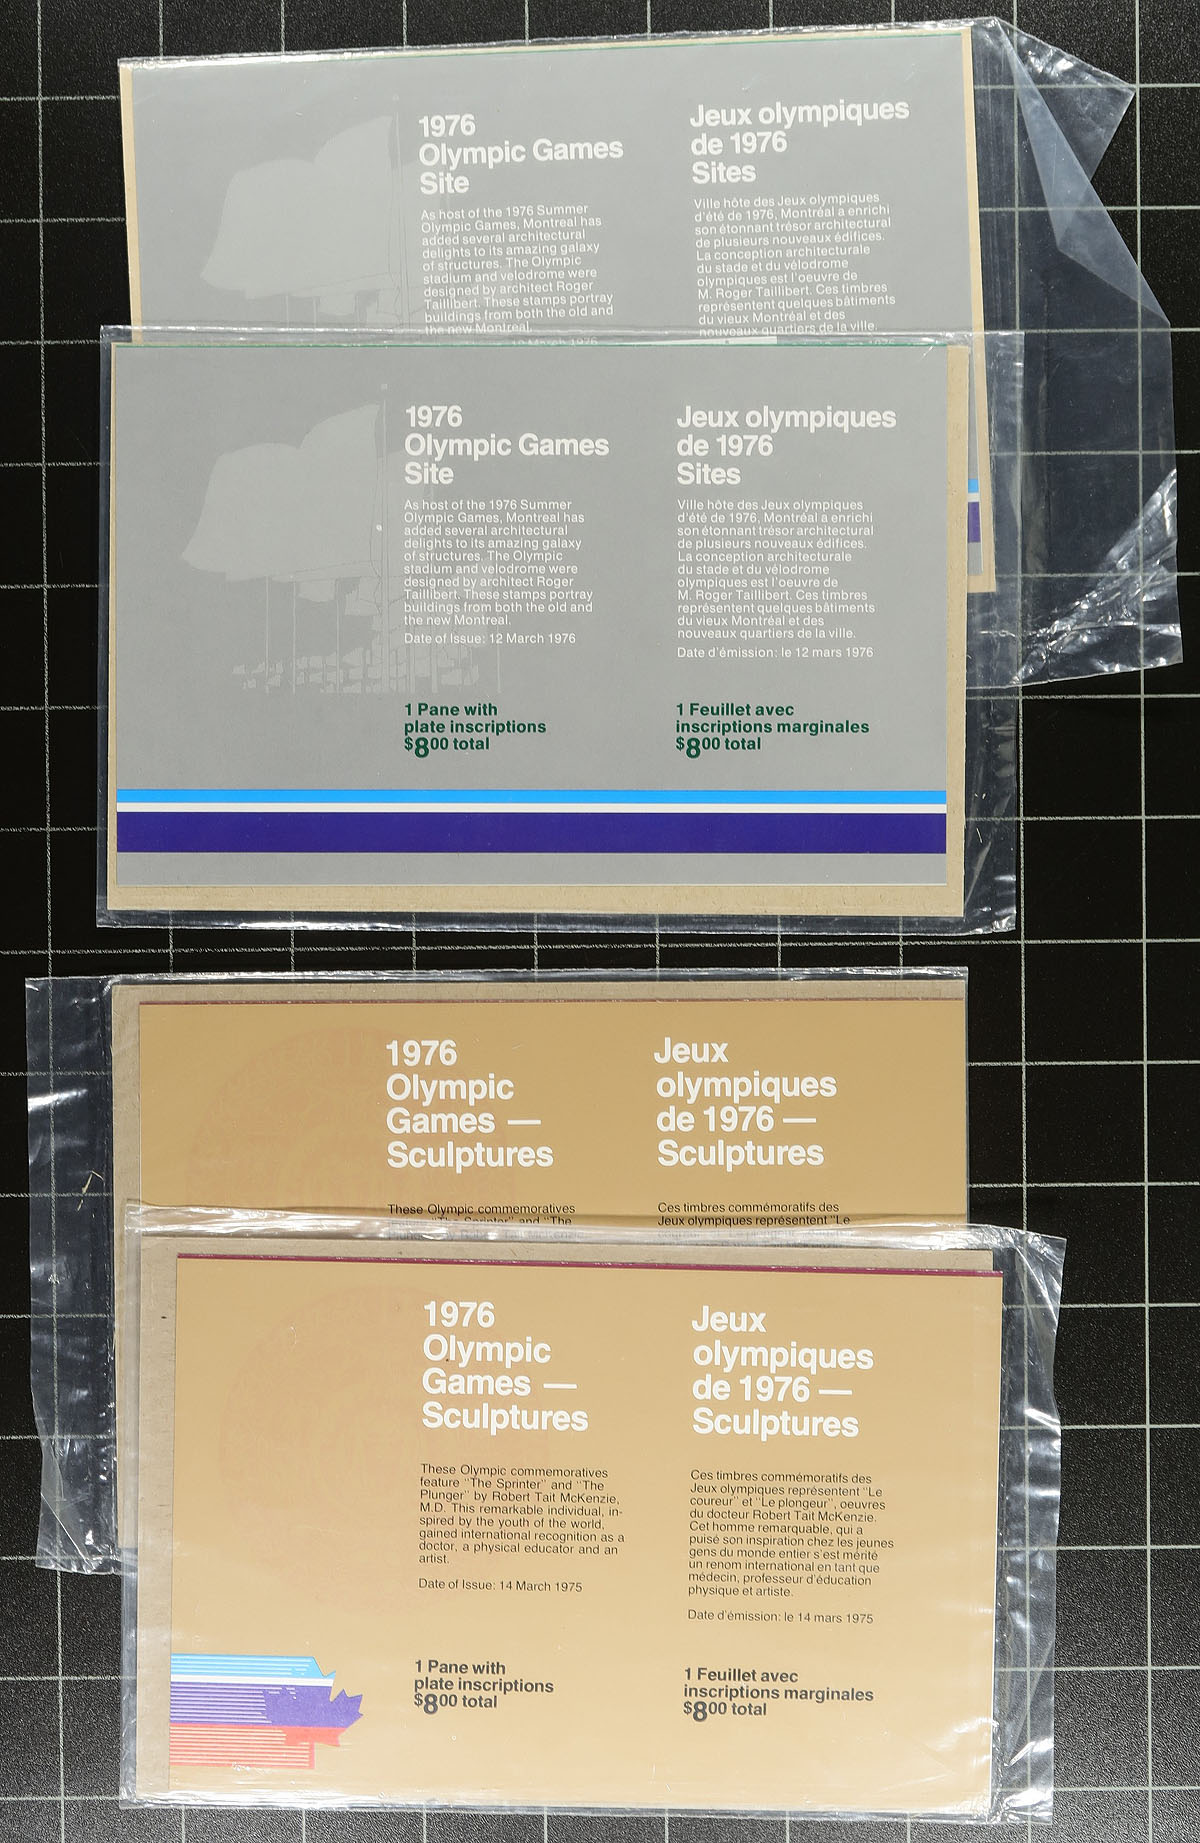 1976
Olympic Games
Site
As host of the 1976 Summer
Olympic Games, Montreal has
added several architectural
delights to its amazing galaxy
of structures. The Olympic
stadium and velodrome were
designed by architect Roger
Taillibert. These stamps portray
buildings from both the old and
the new Montreal.
Jeux olympiques
de 1976
Sites
Ville hôte des Jeux olympiques
d'été de 1976, Montréal a enrichi
son étonnant trésor architectural
de plusieurs nouveaux édifices.
La conception architecturale
du stade et du vélodrome
olympiques est l'oeuvre de
M. Roger Taillibert. Ces timbres
représentent quelques bâtiments
du vieux Montréal et des
nouveaux quartiers de la ville.
1976
Olympic Games
Site
As host of the 1976 Summer
Olympic Games, Montreal has
added several architectural
delights to its amazing galaxy
of structures. The Olympic
stadium and velodrome were
designed by architect Roger
Taillibert. These stamps portray
buildings from both the old and
the new Montreal.
Date of Issue: 12 March 1976
1 Pane with
plate inscriptions
$8.00 total
Jeux olympiques
de 1976
Sites
Ville hôte des Jeux olympiques
d'été de 1976, Montréal a enrichi
son étonnant trésor architectural
de plusieurs nouveaux édifices.
La conception architecturale
du stade et du vélodrome
olympiques est l'oeuvre de
M. Roger Taillibert. Ces timbres
représentent quelques bâtiments
du vieux Montréal et des
nouveaux quartiers de la ville.
Date d'émission: le 12 mars 1976
1 Feuillet avec
inscriptions marginales
$8.00 total
1976
Olympic
Games —
Sculptures
These Olympic commemoratives
"The Sprinter" and "The
Jeux
olympiques
de 1976 —
Sculptures
Ces timbres commémoratifs des
Jeux olympiques représentent "Le
1976
Olympic
Games —
Sculptures
These Olympic commemoratives
feature "The Sprinter" and "The
Plunger" by Robert Tait McKenzie,
M.D. This remarkable individual, in-
spired by the youth of the world,
gained international recognition as a
doctor, a physical educator and an
artist.
Date of Issue: 14 March 1975
1 Pane with
plate inscriptions
$8.00 total
Jeux
olympiques
de 1976 —
Sculptures
Ces timbres commémoratifs des
Jeux olympiques représentent "Le
coureur" et "Le plongeur", oeuvres
du docteur Robert Tait McKenzie.
Cet homme remarquable, qui a
puisé son inspiration chez les jeunes
gens du monde entier s'est mérité
un renom international en tant que
médecin, professeur d'éducation
physique et artiste.
Date d'émission: le 14 mars 1975
1 Feuillet avec
inscriptions marginales
$8.00 total